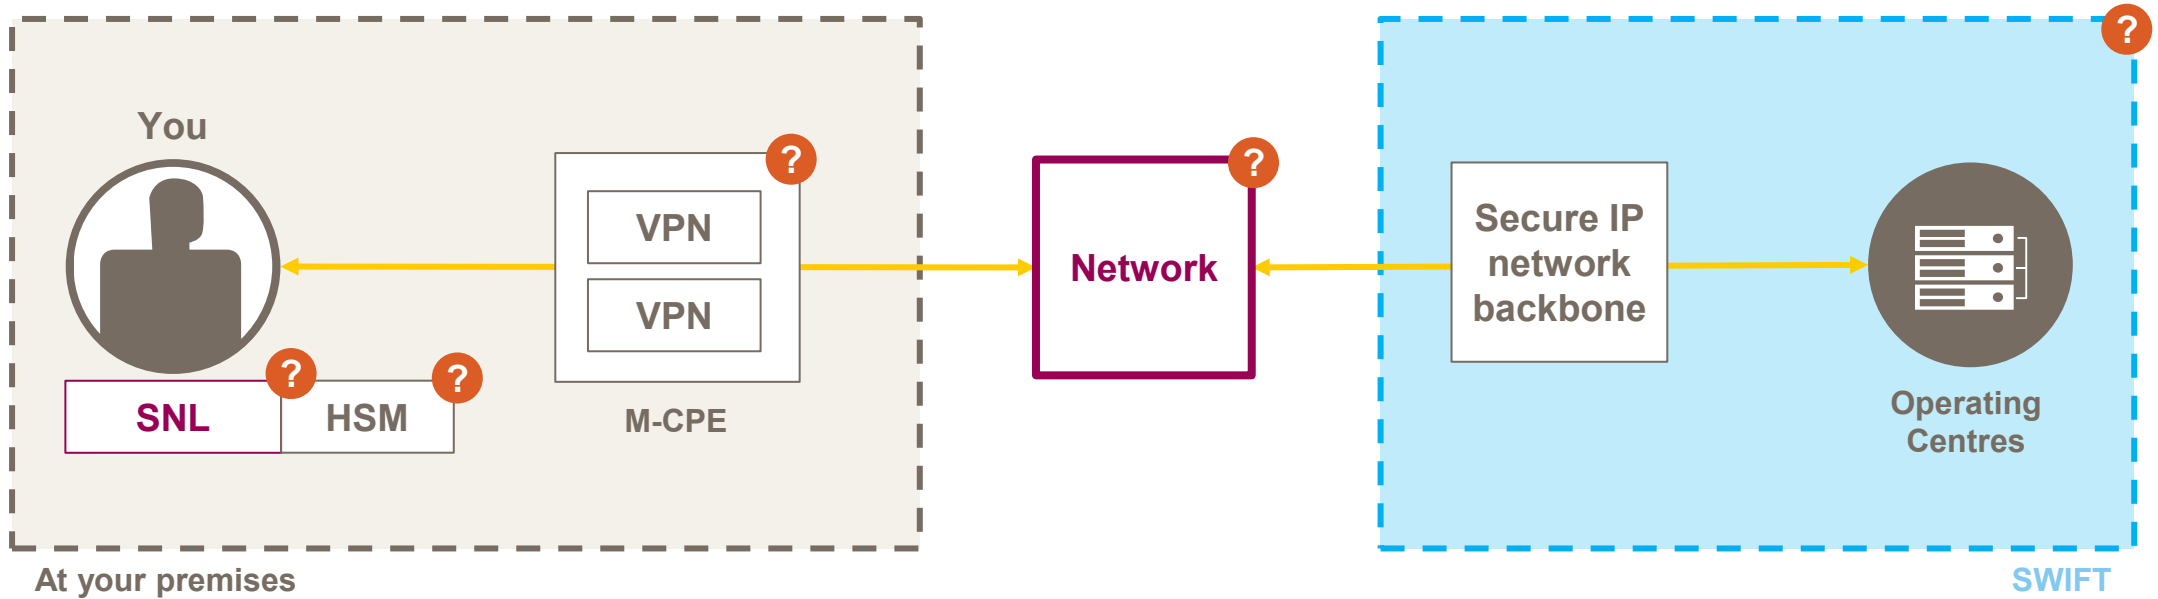 You
?
VPN
VPN
M-CPE
?
SNL
?
HSM
At your premises
?
Network
?
Secure IP
network
backbone
Operating
Centres
SWIFT